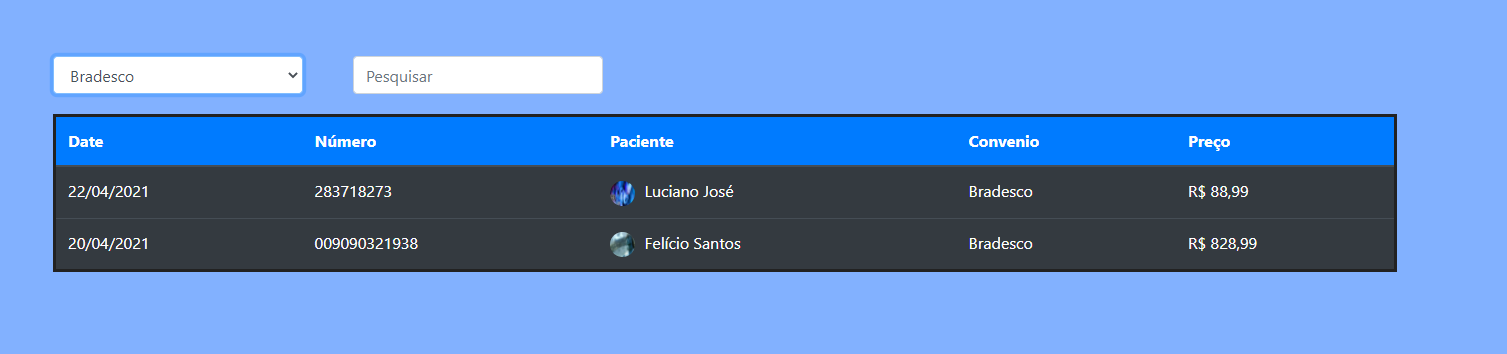 Bradesco Pesquisar
Date Número Paciente Convenio Preço
22/04/2021 283718273 Luciano José Bradesco R$ 88,99
20/04/2021 009090321938 Felício Santos Bradesco R$ 828,99